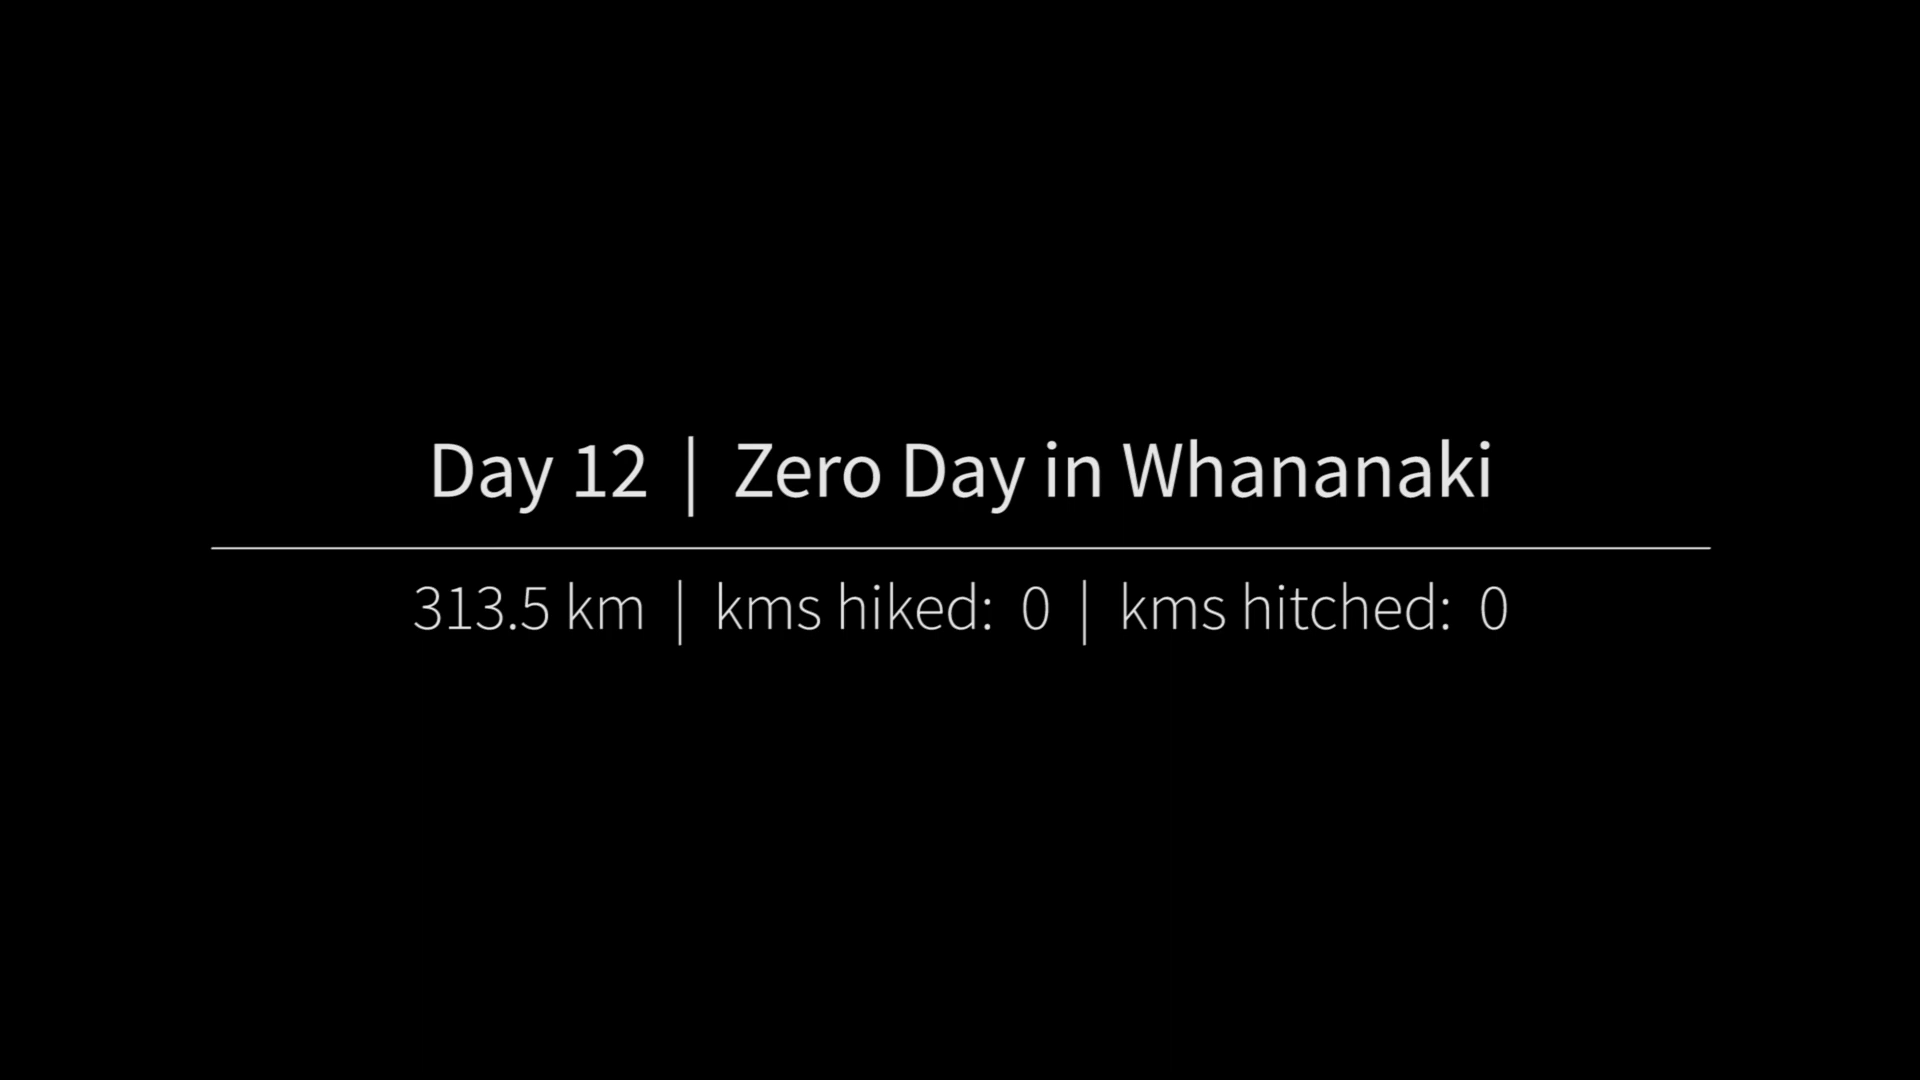 Day 12 | Zero Day in Whananaki
313.5 km | kms hiked: 0 | kms hitched: 0